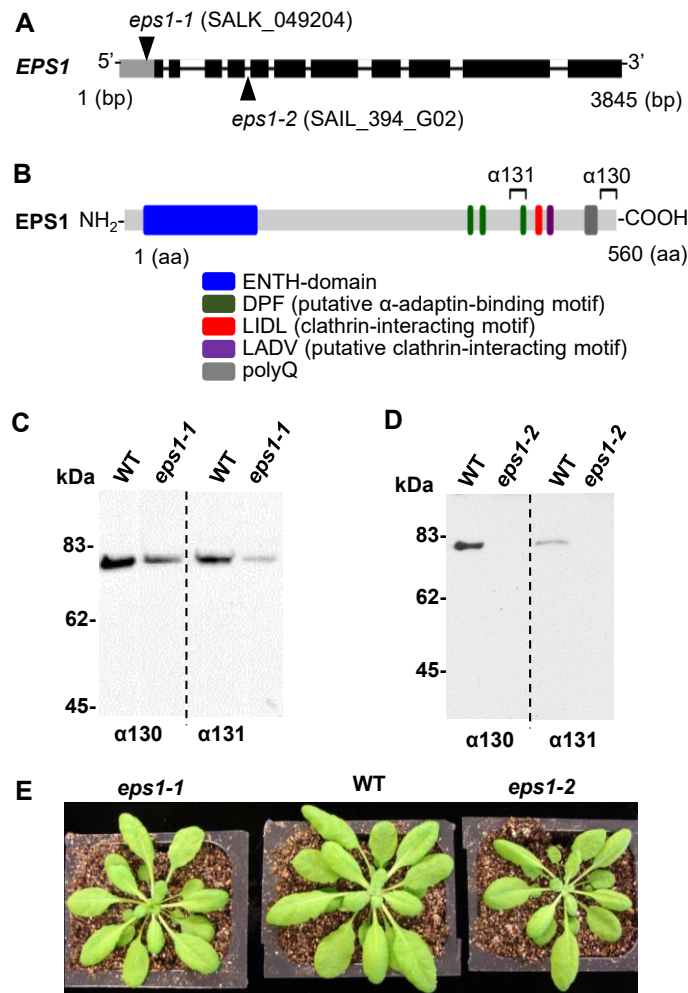 A
eps1-1 (SALK_049204)
EPS1
5’-
-3’
1 (bp)
3845 (bp)
eps1-2 (SAIL_394_G02)
B
α131
α130
EPS1
NH2-
-COOH
1 (aa)
560 (aa)
ENTH-domain
DPF (putative α-adaptin-binding motif)
LIDL (clathrin-interacting motif)
LADV (putative clathrin-interacting motif)
polyQ
C
kDa
WT
eps1-1
WT
eps1-1
83-
62-
45-
α130
α131
D
kDa
WT
eps1-2
WT
eps1-2
83-
62-
45-
α130
α131
E
eps1-1
WT
eps1-2